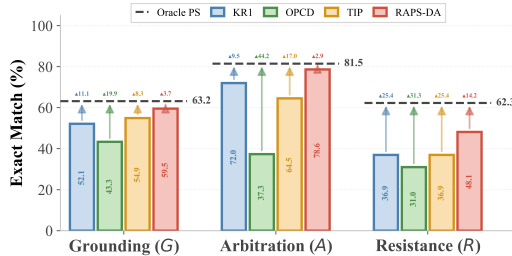 Oracle PS KR1 OPCD TIP RAPS-DA
Exact Match (%)
100
80
60
40
20
0
▲11.1 ▲19.9 ▲8.3 ▲3.7
63.2
52.1 43.3 54.9 59.5
▲9.5 ▲44.2 ▲17.0 ▲2.9
81.5
72.0 37.3 64.5 78.6
▲25.4 ▲31.3 ▲25.4 ▲14.2
62.3
36.9 31.0 36.9 48.1
Grounding (G) Arbitration (A) Resistance (R)